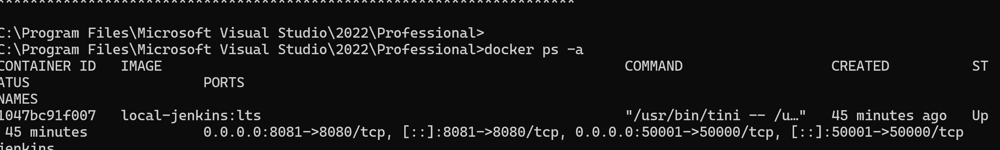 **********************************************************************
C:\Program Files\Microsoft Visual Studio\2022\Professional>
C:\Program Files\Microsoft Visual Studio\2022\Professional>docker ps -a
CONTAINER ID   IMAGE                                                        COMMAND                  CREATED          ST
ATUS                     PORTS
NAMES
1047bc91f007   local-jenkins:lts                                            "/usr/bin/tini -- /u…"   45 minutes ago   Up
 45 minutes              0.0.0.0:8081->8080/tcp, [::]:8081->8080/tcp, 0.0.0.0:50001->50000/tcp, [::]:50001->50000/tcp
jenkins